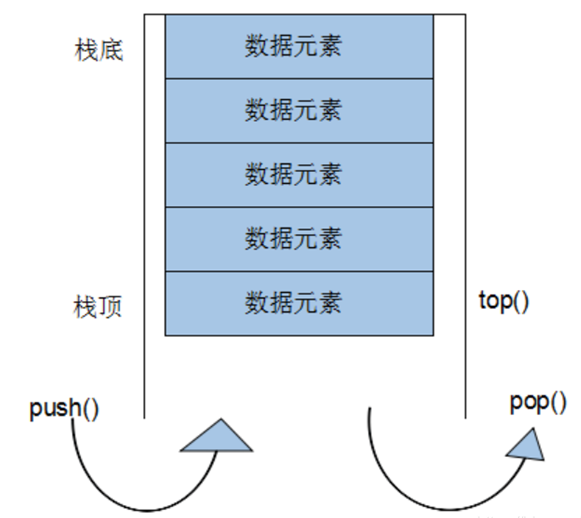 栈底 数据元素
数据元素
数据元素
数据元素
栈顶 数据元素 top()
push() pop()